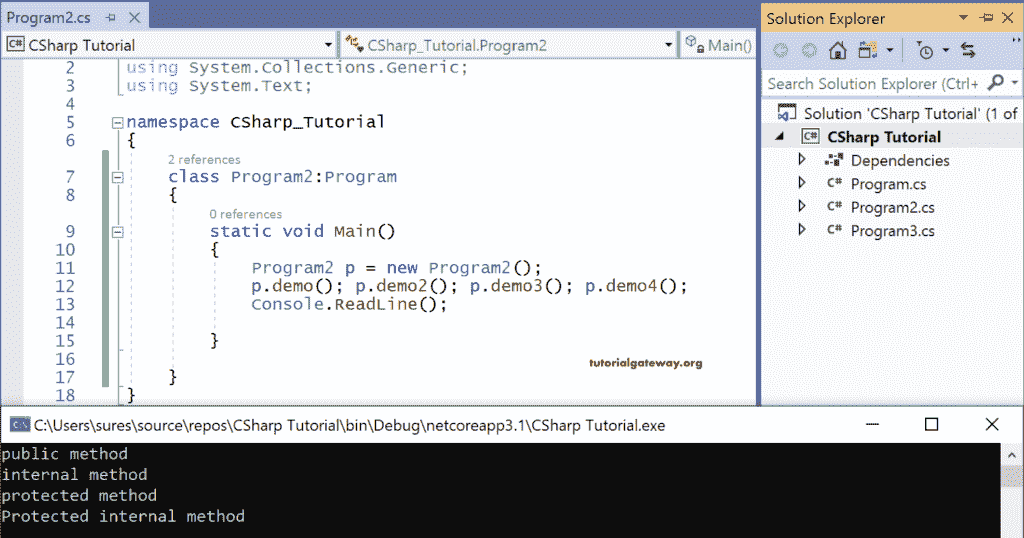 Program2.cs
Solution Explorer
CSharp Tutorial
CSharp_Tutorial.Program2
Main()
Search Solution Explorer (Ctrl+
Solution 'CSharp Tutorial' (1 of
CSharp Tutorial
Dependencies
Program.cs
Program2.cs
Program3.cs
2 using System.Collections.Generic;
3 using System.Text;
4
5 namespace CSharp_Tutorial
6 {
2 references
7 class Program2:Program
8 {
0 references
9 static void Main()
10 {
11 Program2 p = new Program2();
12 p.demo(); p.demo2(); p.demo3(); p.demo4();
13 Console.ReadLine();
14
15 }
16
17 }
18 }
tutorialgateway.org
C:\Users\sures\source\repos\CSharp Tutorial\bin\Debug\netcoreapp3.1\CSharp Tutorial.exe
public method
internal method
protected method
Protected internal method